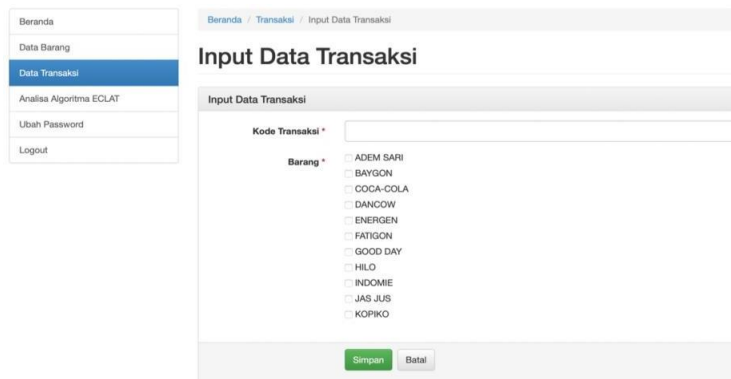 Beranda
Data Barang
Data Transaksi
Analisa Algoritma ECLAT
Ubah Password
Logout
Beranda / Transaksi / Input Data Transaksi
Input Data Transaksi
Input Data Transaksi
Kode Transaksi *
Barang *
ADEM SARI
BAYGON
COCA-COLA
DANCOW
ENERGEN
FATIGON
GOOD DAY
HILO
INDOMIE
JAS JUS
KOPIKO
Simpan Batal